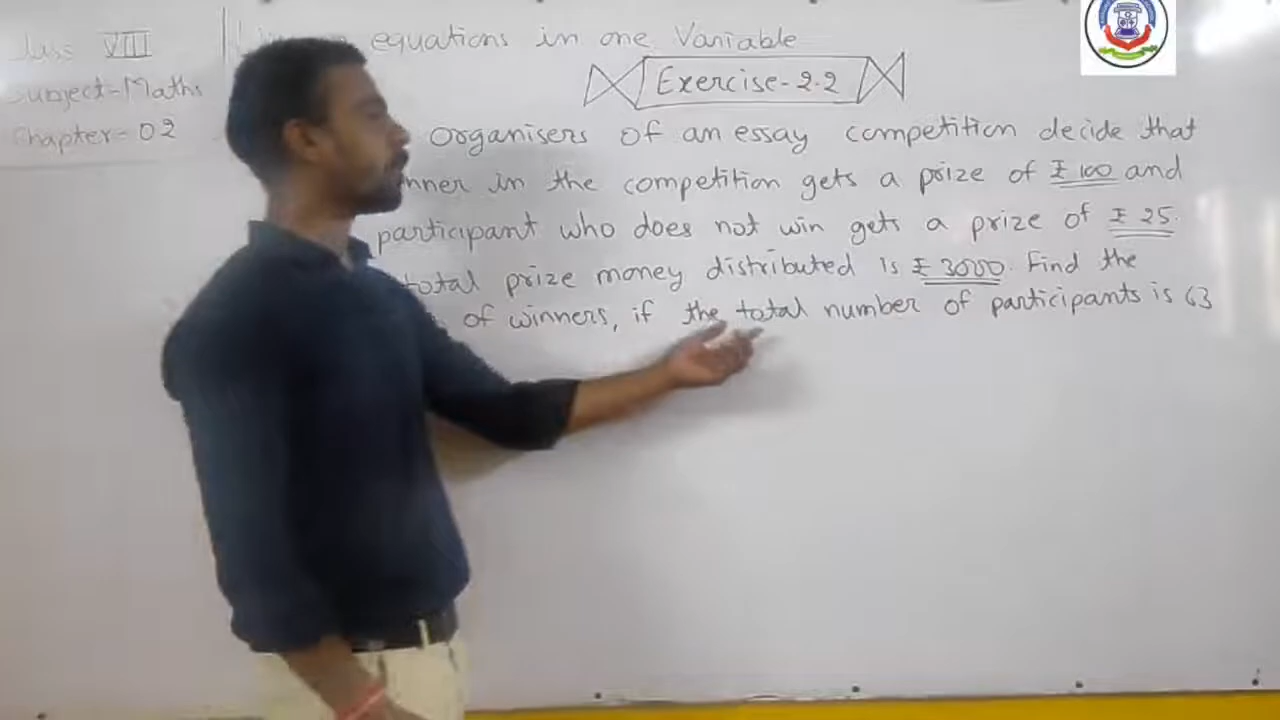 Class VIII
Subject-Maths
Chapter-02
equations in one Variable
Exercise-2.2
organisers of an essay competition decide that
in the competition gets a prize of ₹ 100 and
participant who does not win gets a prize of ₹ 25.
total prize money distributed is ₹ 3000. Find the
of winners, if the total number of participants is 63